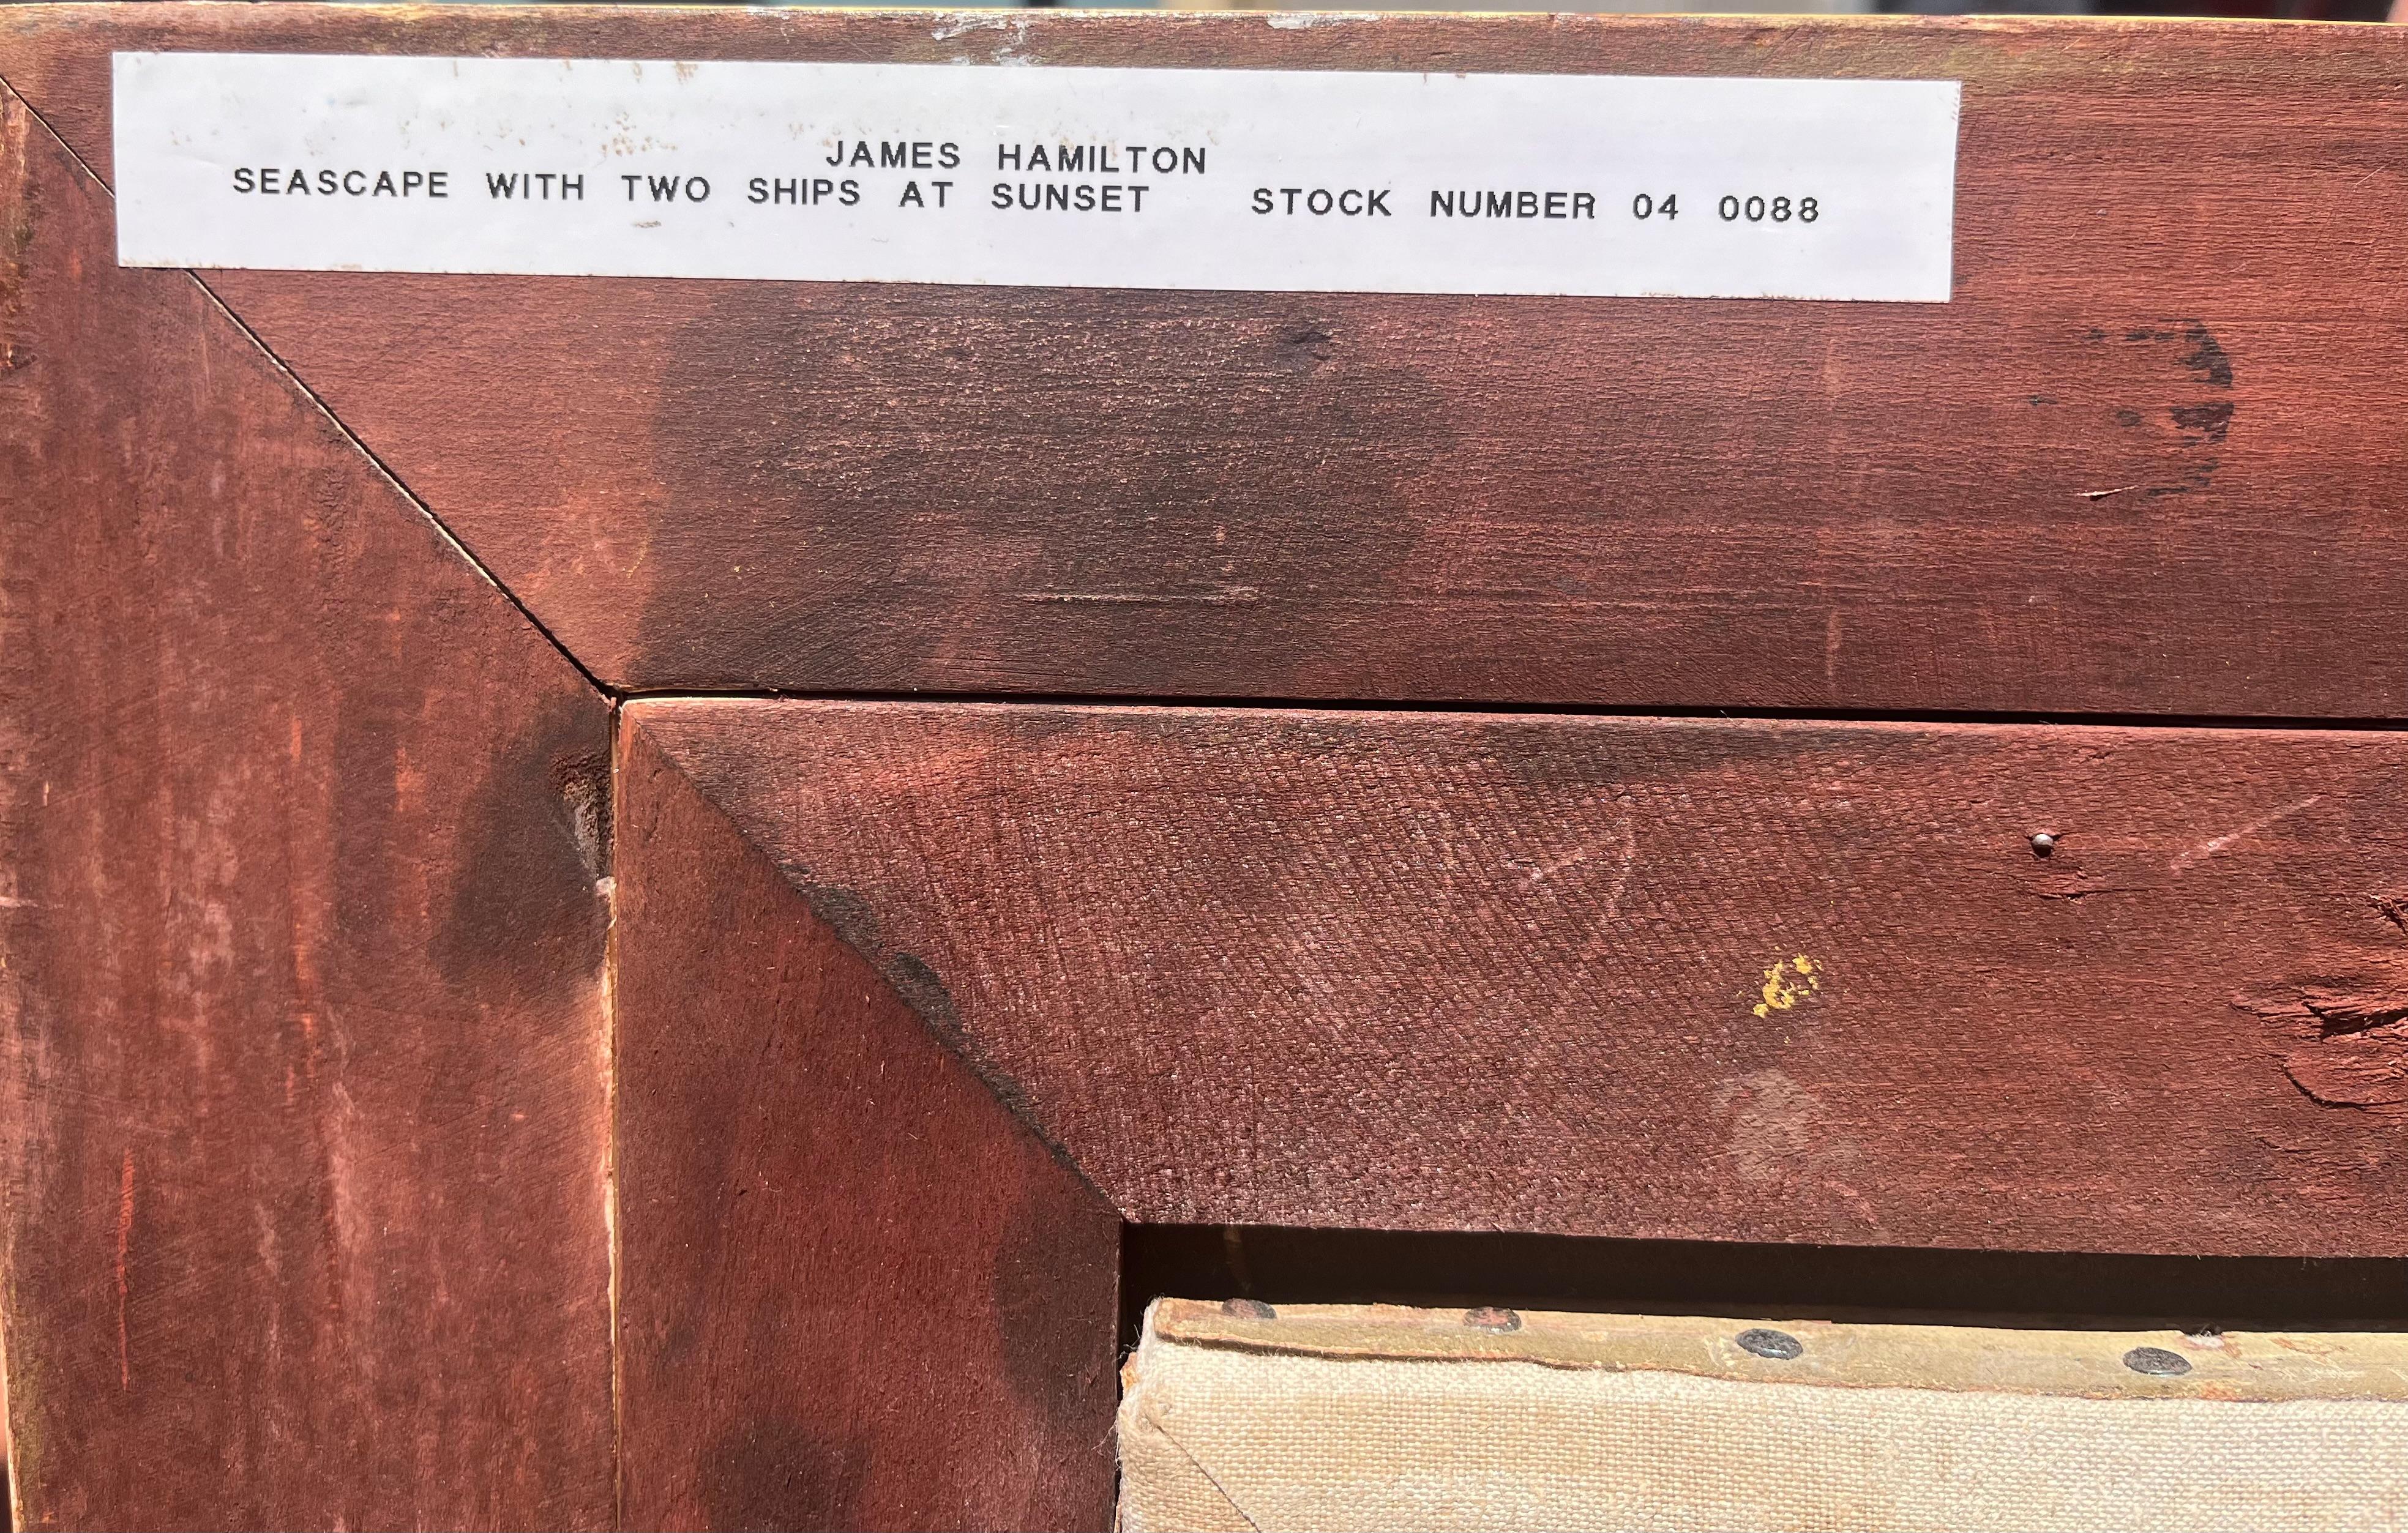 JAMES HAMILTON
SEASCAPE WITH TWO SHIPS AT SUNSET STOCK NUMBER 04 0088